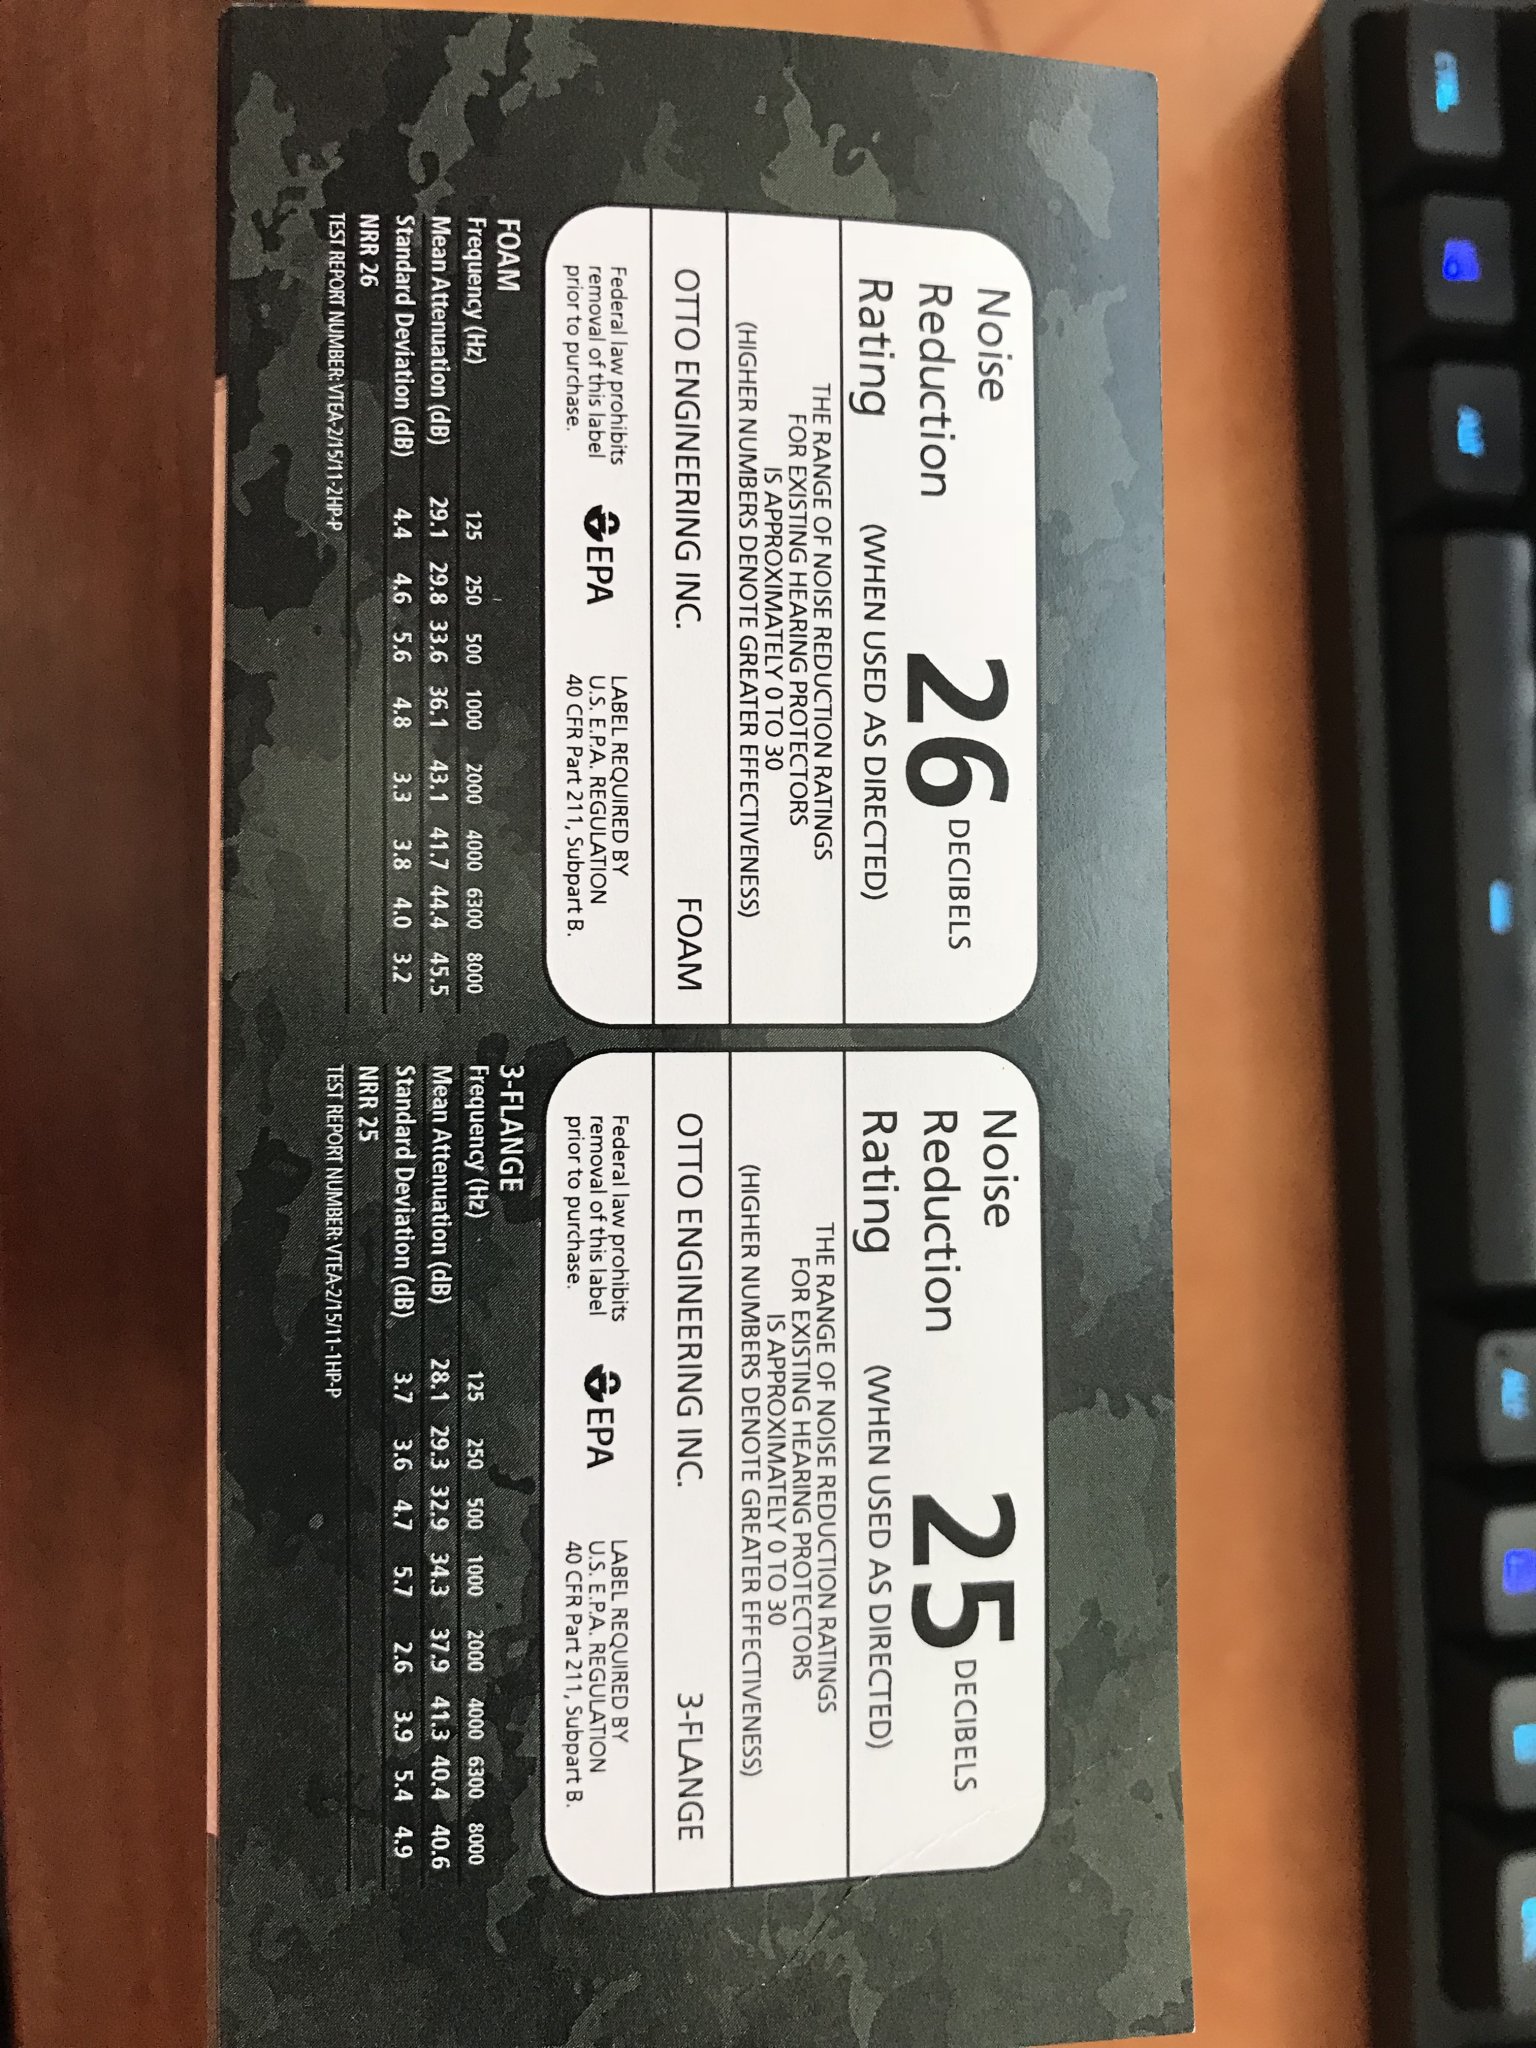 Noise
Reduction
Rating
26 DECIBELS
(WHEN USED AS DIRECTED)
THE RANGE OF NOISE REDUCTION RATINGS
FOR EXISTING HEARING PROTECTORS
IS APPROXIMATELY 0 TO 30
(HIGHER NUMBERS DENOTE GREATER EFFECTIVENESS)
OTTO ENGINEERING INC. FOAM
Federal law prohibits
removal of this label
prior to purchase.
EPA
LABEL REQUIRED BY
U.S. E.P.A. REGULATION
40 CFR Part 211, Subpart B.
FOAM
Frequency (Hz) 125 250 500 1000 2000 4000 6300 8000
Mean Attenuation (dB) 29.1 29.8 33.6 36.1 43.1 41.7 44.4 45.5
Standard Deviation (dB) 4.4 4.6 5.6 4.8 3.3 3.8 4.0 3.2
NRR 26
TEST REPORT NUMBER: VTEA-2/15/11-2HP-P
Noise
Reduction
Rating
25 DECIBELS
(WHEN USED AS DIRECTED)
THE RANGE OF NOISE REDUCTION RATINGS
FOR EXISTING HEARING PROTECTORS
IS APPROXIMATELY 0 TO 30
(HIGHER NUMBERS DENOTE GREATER EFFECTIVENESS)
OTTO ENGINEERING INC. 3-FLANGE
Federal law prohibits
removal of this label
prior to purchase.
EPA
LABEL REQUIRED BY
U.S. E.P.A. REGULATION
40 CFR Part 211, Subpart B.
3-FLANGE
Frequency (Hz) 125 250 500 1000 2000 4000 6300 8000
Mean Attenuation (dB) 28.1 29.3 32.9 34.3 37.9 41.3 40.4 40.6
Standard Deviation (dB) 3.7 3.6 4.7 5.7 2.6 3.9 5.4 4.9
NRR 25
TEST REPORT NUMBER: VTEA-2/15/11-1HP-P